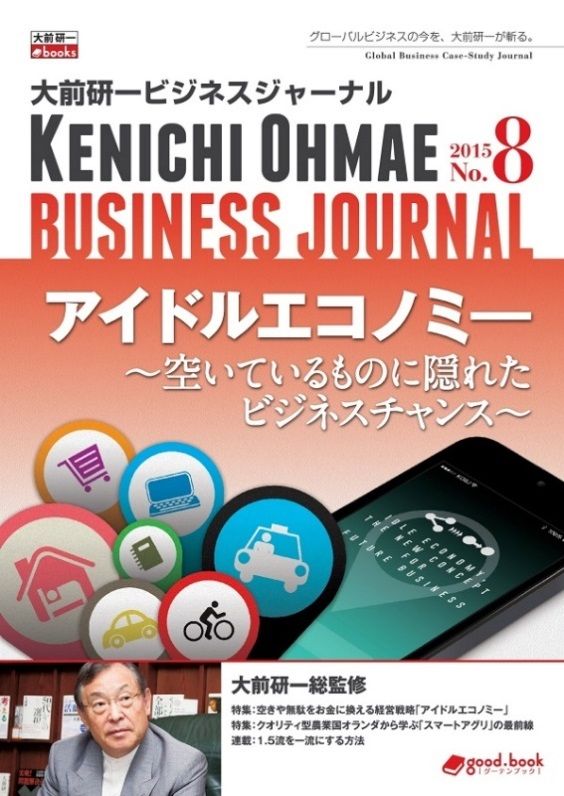 大前研一
books
グローバルビジネスの今を、大前研一が斬る。
Global Business Case-Study Journal
大前研一ビジネスジャーナル
KENICHI OHMAE
2015
No.8
BUSINESS JOURNAL
アイドルエコノミー
～空いているものに隠れた
ビジネスチャンス～
IDLE ECONOMY:
THE NEW CONCEPT
FOR
FUTURE BUSINESS
大前研一総監修
特集:空きや無駄をお金に換える経営戦略「アイドルエコノミー」
特集:クオリティ型農業国オランダから学ぶ「スマートアグリ」の最前線
連載:1.5流を一流にする方法
good.book
[グーテンブック]